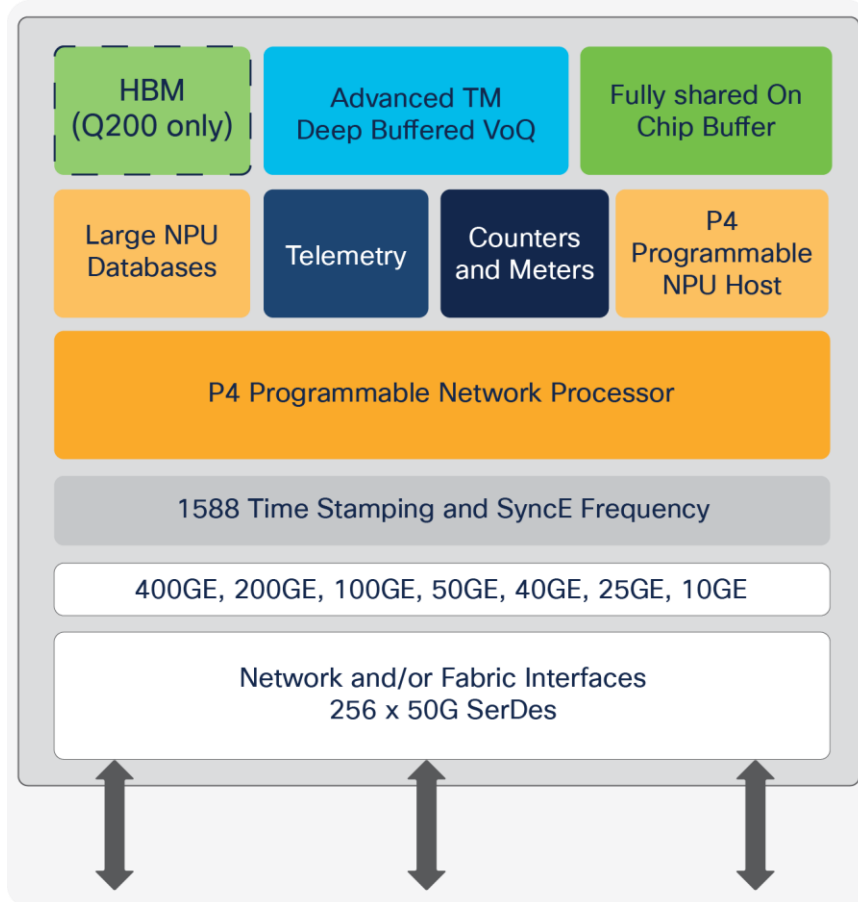 HBM
(Q200 only)
Advanced TM
Deep Buffered VoQ
Fully shared On
Chip Buffer
Large NPU
Databases
Telemetry
Counters
and Meters
P4
Programmable
NPU Host
P4 Programmable Network Processor
1588 Time Stamping and SyncE Frequency
400GE, 200GE, 100GE, 50GE, 40GE, 25GE, 10GE
Network and/or Fabric Interfaces
256 x 50G SerDes